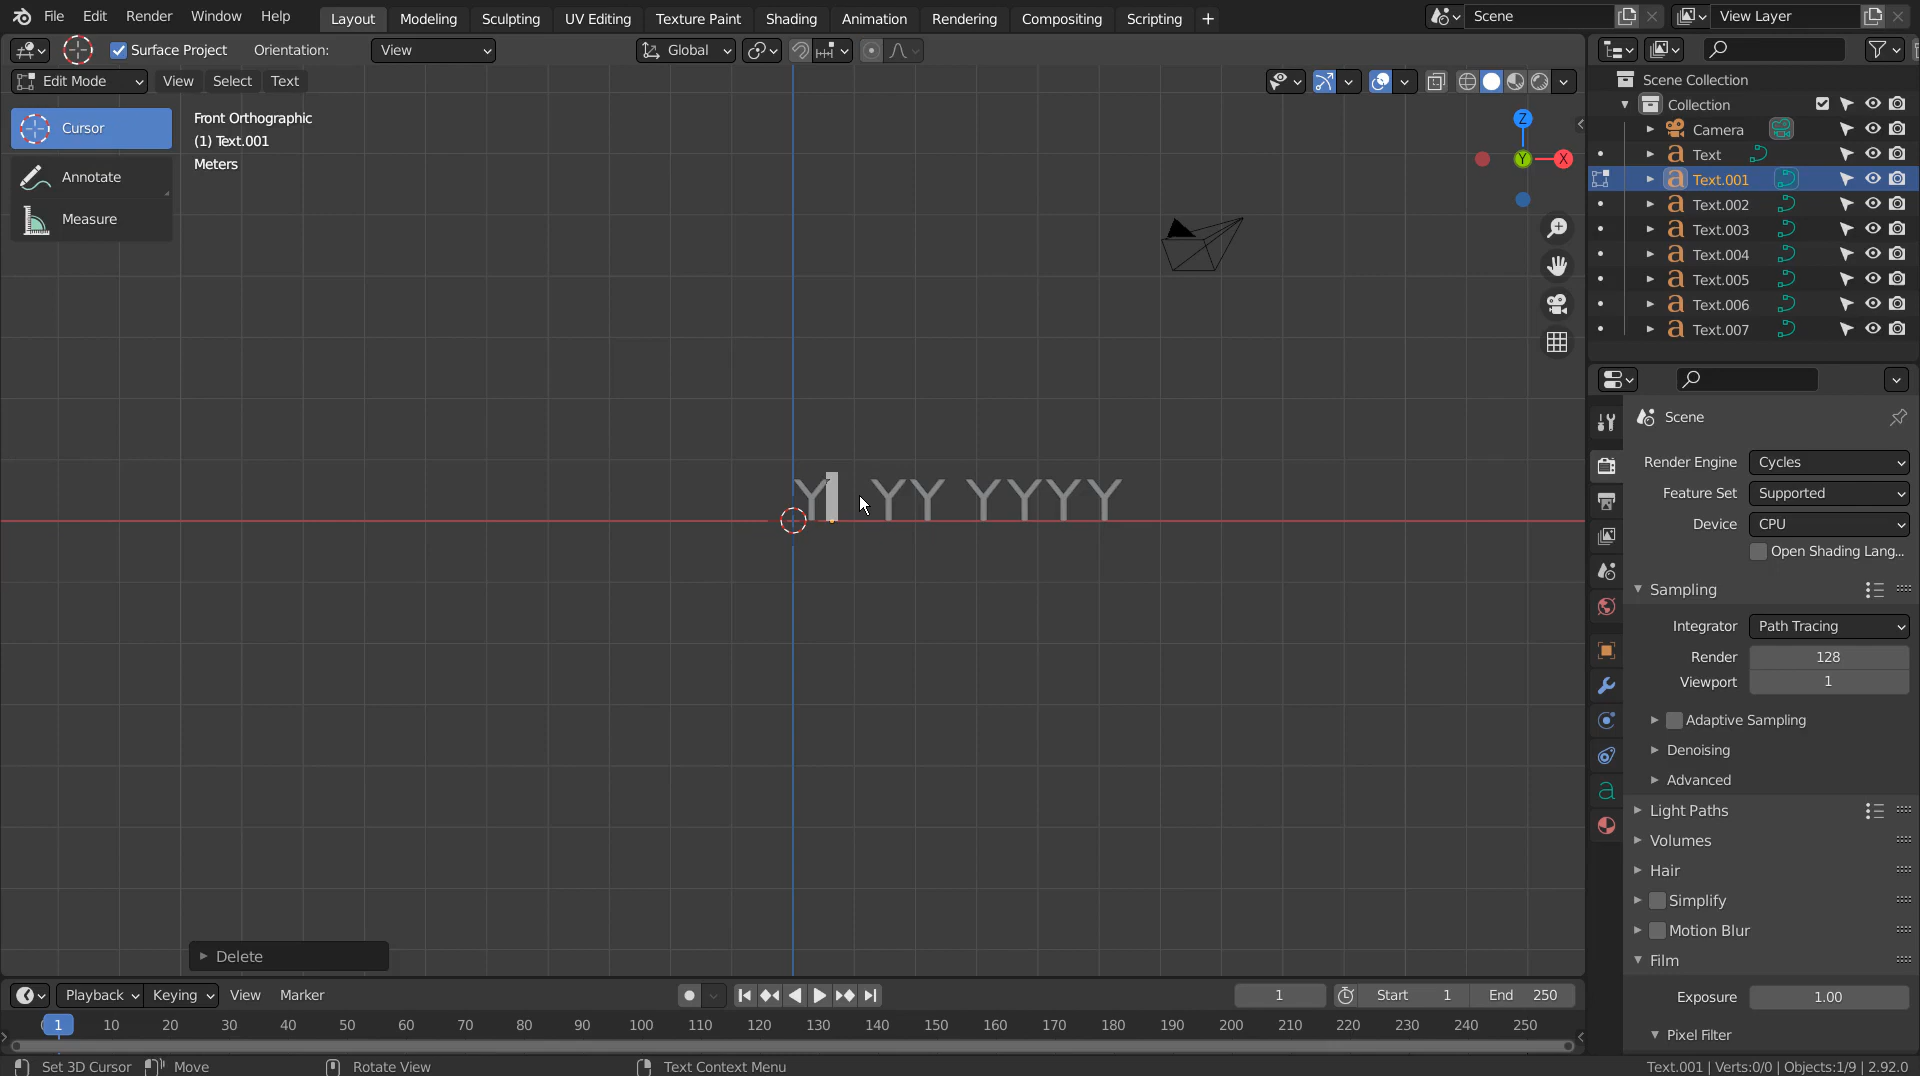 File Edit Render Window Help Layout Modeling Sculpting UV Editing Texture Paint Shading Animation Rendering Compositing Scripting + Scene View Layer
Surface Project Orientation: View Global
Edit Mode View Select Text
Cursor
Annotate
Measure
Front Orthographic
(1) Text.001
Meters
Z
Y
X
YYYYYYY
Delete
Scene Collection
Collection
Camera
Text
Text.001
Text.002
Text.003
Text.004
Text.005
Text.006
Text.007
Scene
Render Engine Cycles
Feature Set Supported
Device CPU
Open Shading Lang...
Sampling
Integrator Path Tracing
Render 128
Viewport 1
Adaptive Sampling
Denoising
Advanced
Light Paths
Volumes
Hair
Simplify
Motion Blur
Film
Exposure 1.00
Pixel Filter
Playback Keying View Marker 1 Start 1 End 250
1 10 20 30 40 50 60 70 80 90 100 110 120 130 140 150 160 170 180 190 200 210 220 230 240 250
Set 3D Cursor Move Rotate View Text Context Menu Text.001 | Verts:0/0 | Objects:1/9 | 2.92.0